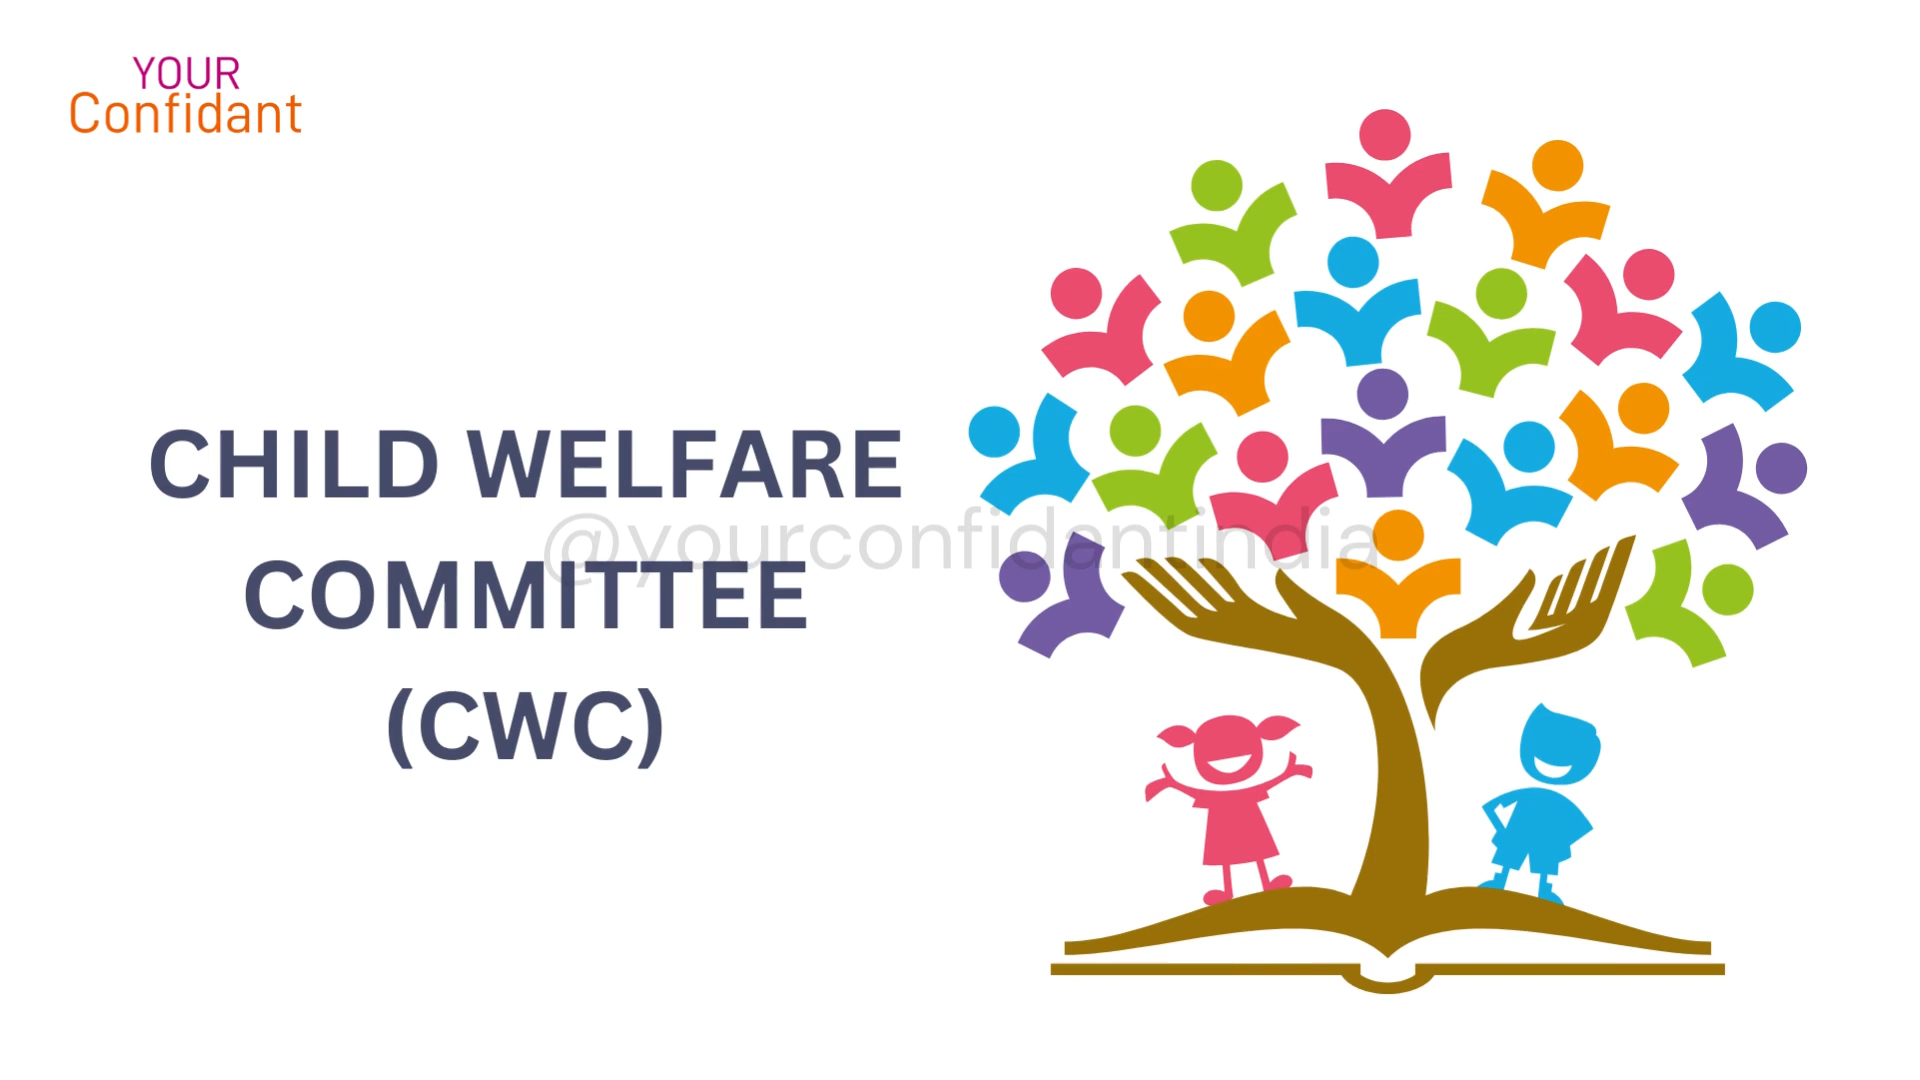 YOUR
Confidant
CHILD WELFARE
COMMITTEE
(CWC)
@yourconfidantindia